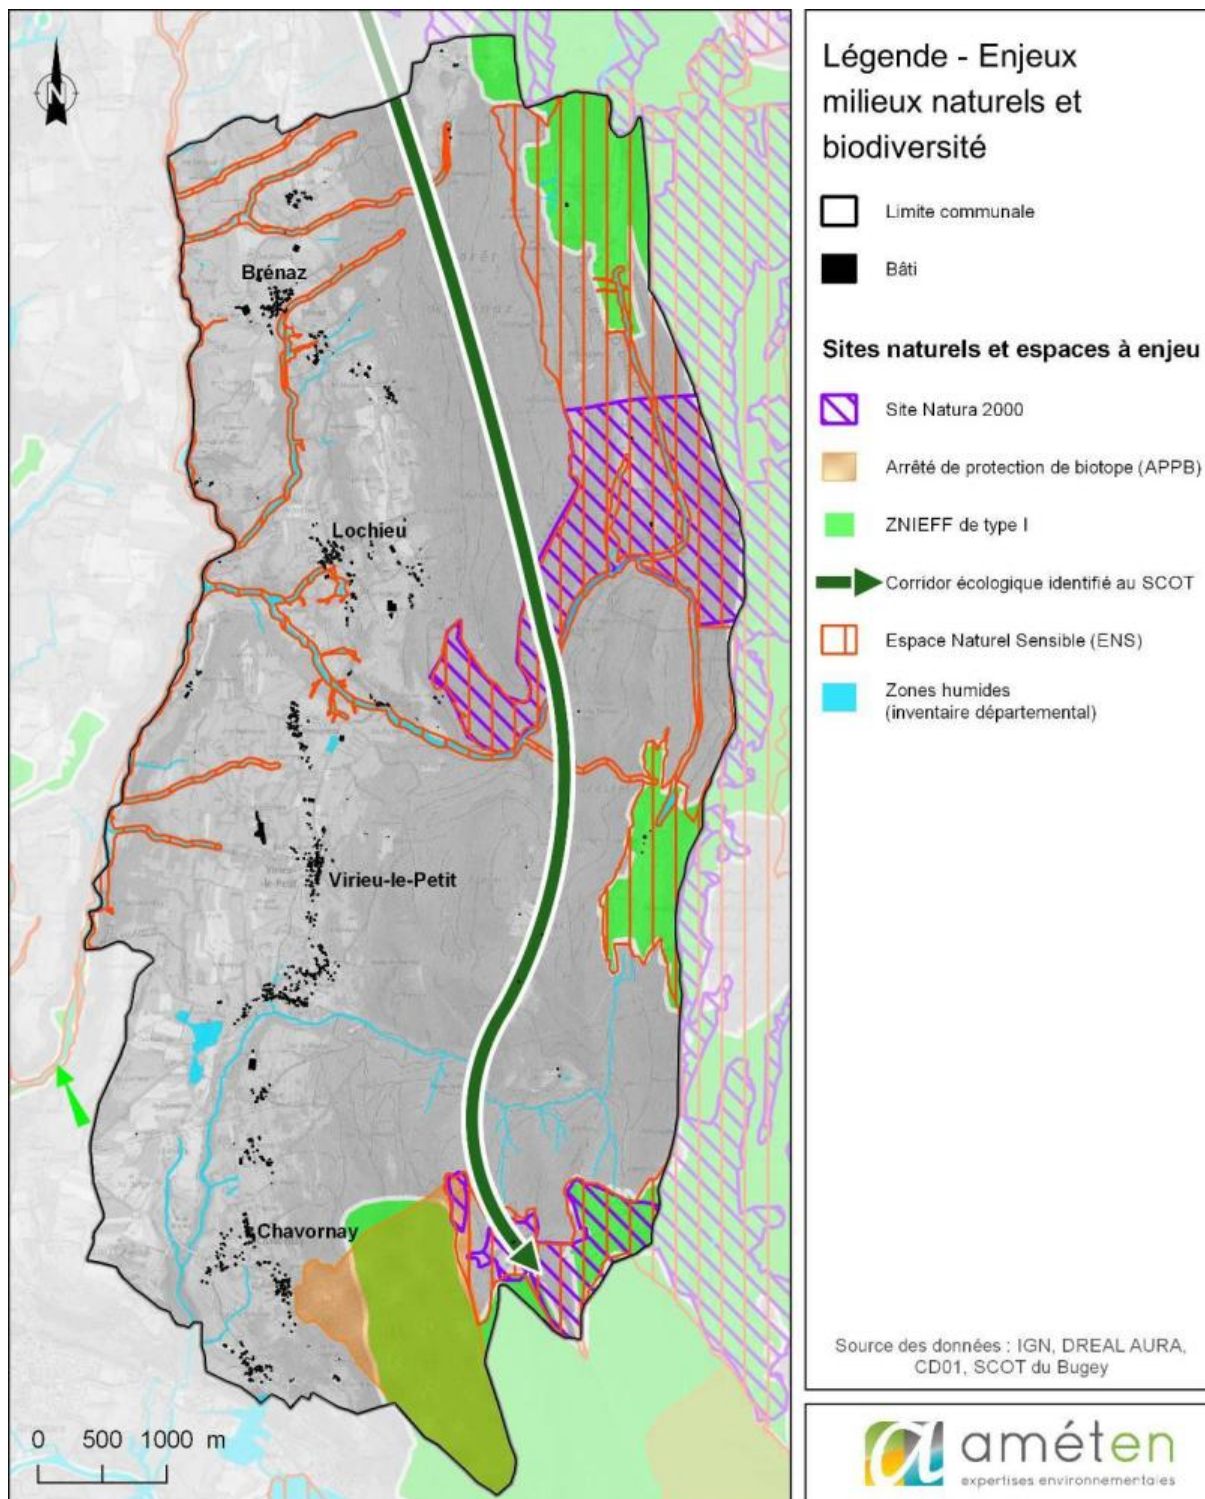 N
Brénaz
Lochieu
Virieu-le-Petit
Chavornay
0 500 1000 m
Légende - Enjeux
milieux naturels et
biodiversité
Limite communale
Bâti
Sites naturels et espaces à enjeu
Site Natura 2000
Arrêté de protection de biotope (APPB)
ZNIEFF de type I
Corridor écologique identifié au SCOT
Espace Naturel Sensible (ENS)
Zones humides
(inventaire départemental)
Source des données : IGN, DREAL AURA,
CD01, SCOT du Bugey
a améten
expertises environnementales